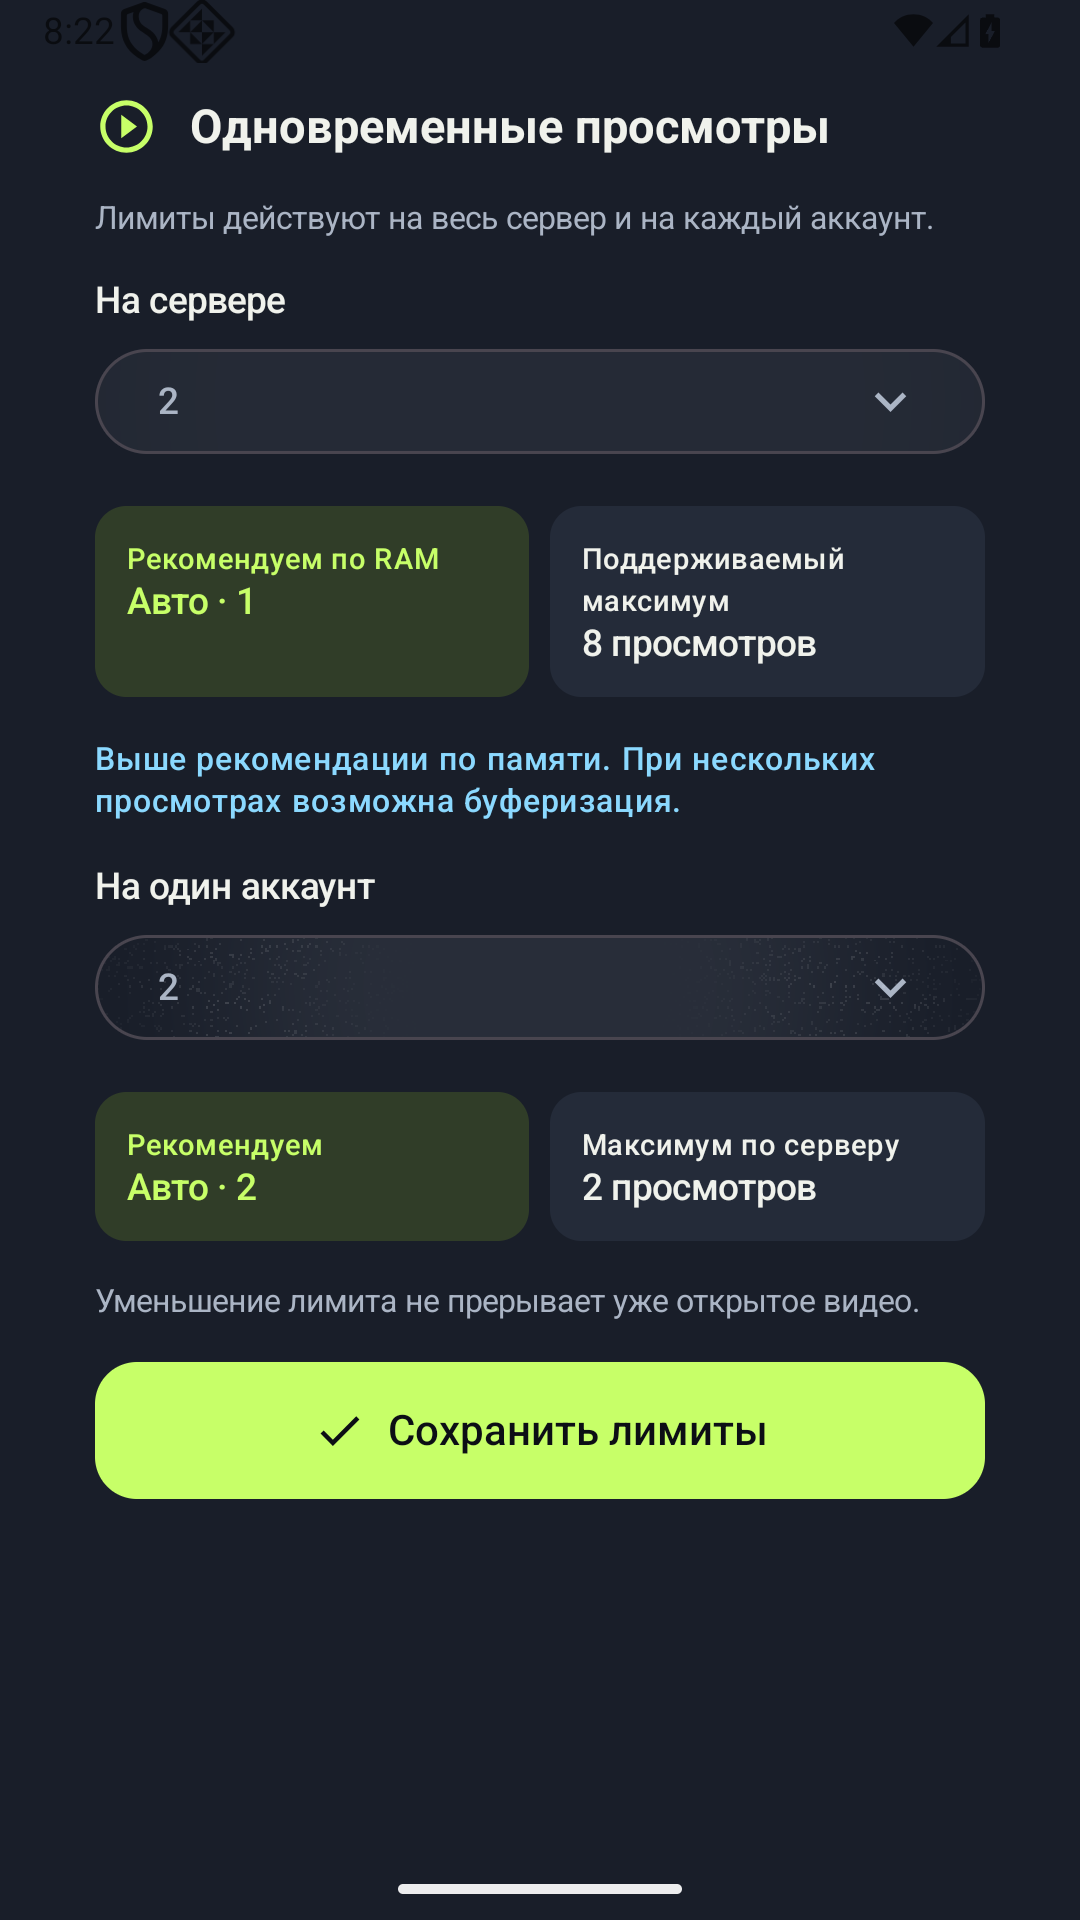 8:22
Одновременные просмотры
Лимиты действуют на весь сервер и на каждый аккаунт.
На сервере
2
Рекомендуем по RAM
Авто · 1
Поддерживаемый
максимум
8 просмотров
Выше рекомендации по памяти. При нескольких
просмотрах возможна буферизация.
На один аккаунт
2
Рекомендуем
Авто · 2
Максимум по серверу
2 просмотров
Уменьшение лимита не прерывает уже открытое видео.
Сохранить лимиты